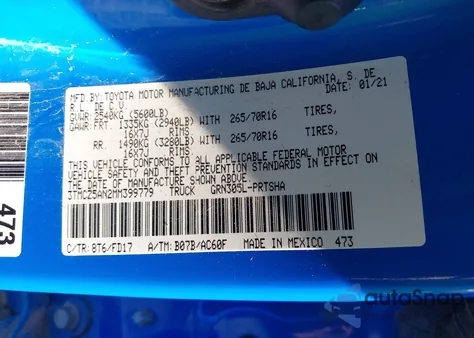 MFD.BY:TOYOTA MOTOR MANUFACTURING DE BAJA CALIFORNIA, S. DE
R.L. DE C.V. 01/21
GVWR: 2540KG (5600LB)
GAWR:FRT. 1335KG (2940LB) WITH 265/70R16 TIRES,
16X7J RIMS
RR. 1490KG (3280LB) WITH 265/70R16 TIRES,
16X7J RIMS
THIS VEHICLE CONFORMS TO ALL APPLICABLE FEDERAL MOTOR
VEHICLE SAFETY AND THEFT PREVENTION STANDARDS IN EFFECT ON
THE DATE OF MANUFACTURE SHOWN ABOVE.
3TMCZ5AN2MM399779 TRUCK GRN305L-PRTSHA
C/TR: 8T6/FD17 A/TM: B07B/AC60F MADE IN MEXICO 473
473
autoSnap